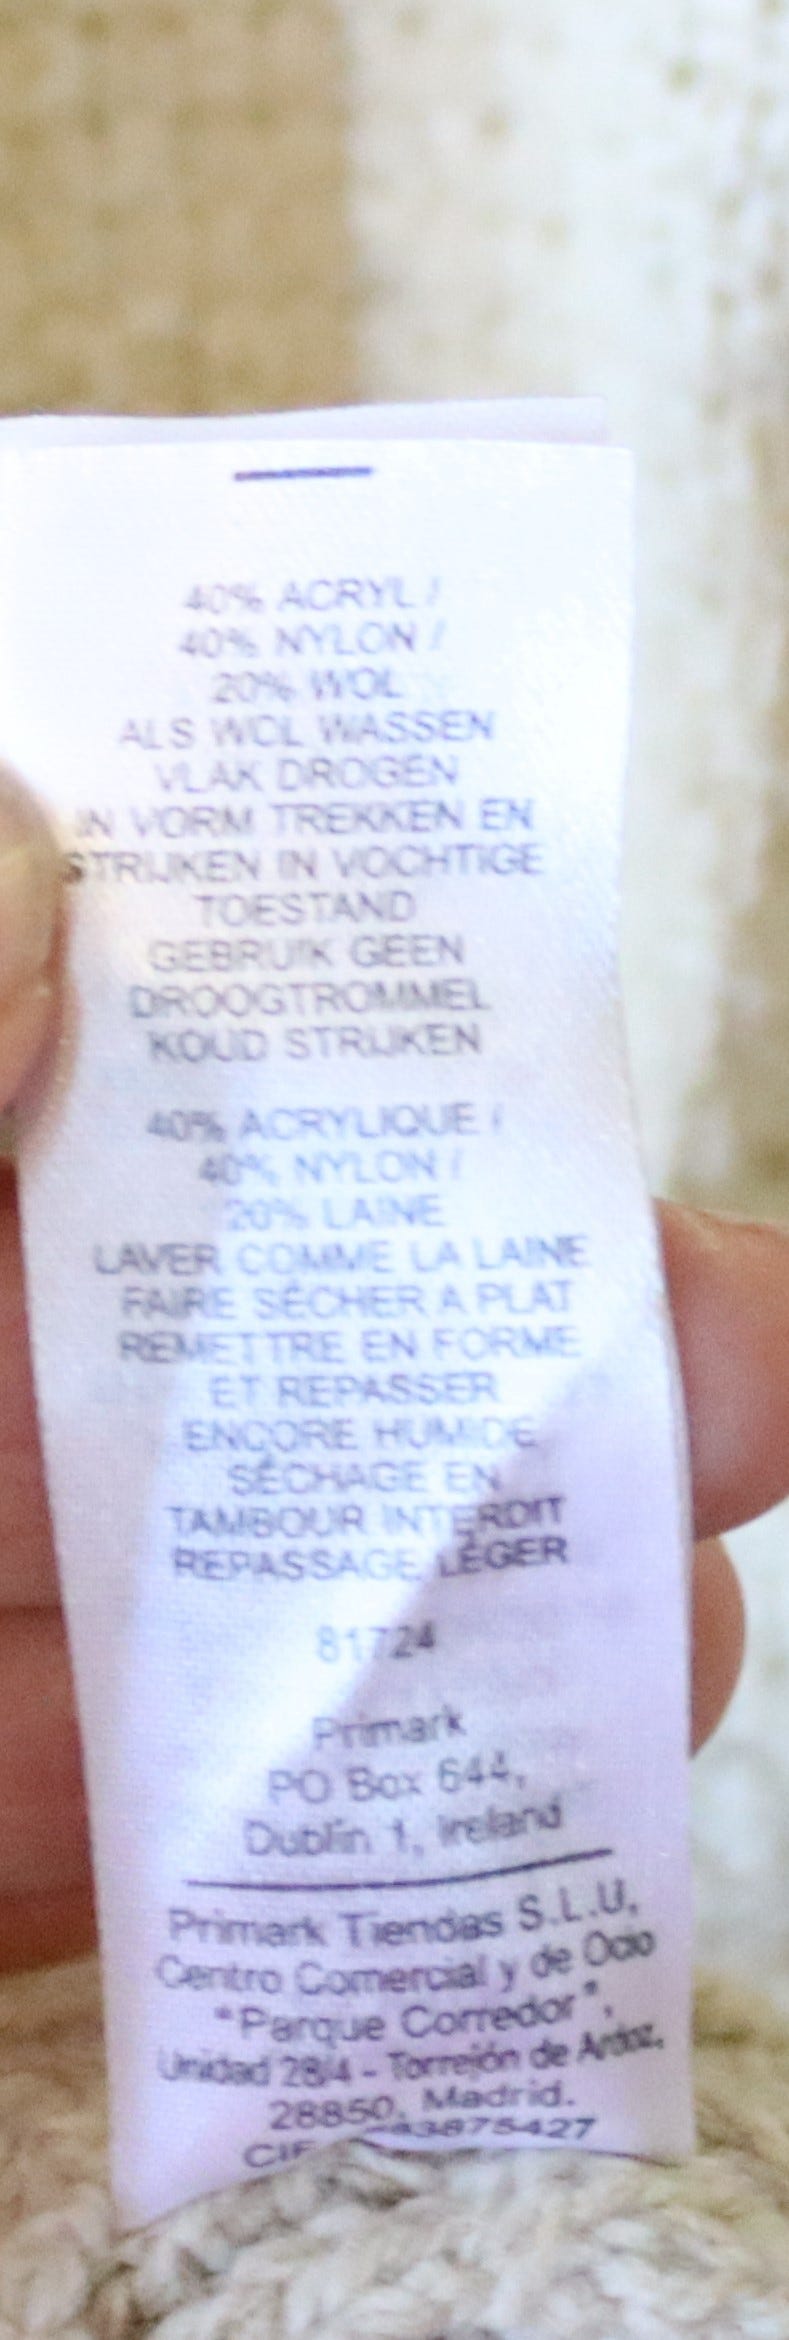 40% ACRYL /
40% NYLON /
20% WOL
ALS WOL WASSEN
VLAK DROGEN
IN VORM TREKKEN EN
STRIJKEN IN VOCHTIGE
TOESTAND
GEBRUIK GEEN
DROOGTROMMEL
KOUD STRIJKEN
40% ACRYLIQUE /
40% NYLON /
20% LAINE
LAVER COMME LA LAINE
FAIRE SÉCHER A PLAT
REMETTRE EN FORME
ET REPASSER
ENCORE HUMIDE
SÉCHAGE EN
TAMBOUR INTERDIT
REPASSAGE LÉGER
81724
Primark
PO Box 644,
Dublin 1, Ireland
Primark Tiendas S.L.U,
Centro Comercial y de Ocio
"Parque Corredor",
Unidad 28/4 - Torrejón de Ardoz,
28850, Madrid.
CIF